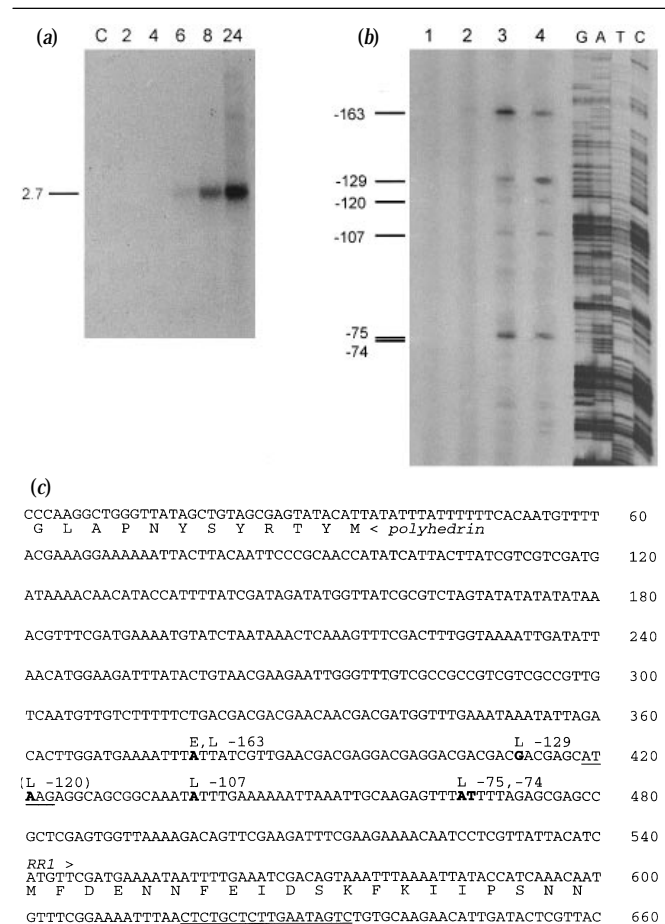 (a)
C 2 4 6 8 24
2.7
(b)
1 2 3 4 G A T C
-163
-129
-120
-107
-75
-74
(c)
CCCAAGGCTGGGTTATAGCTGTAGCGAGTATACATTATATTTATTTTTTCACAATGTTTT 60
G L A P N Y S Y R T Y M < polyhedrin
ACGAAAGGAAAAAATTACTTACAATTCCCGCAACCATATCATTACTTATCGTCGTCGATG 120
ATAAAACAACATACCATTTTATCGATAGATATGGTTATCGCGTCTAGTATATATATATAA 180
ACGTTTCGATGAAAATGTATCTAATAAACTCAAAGTTTCGACTTTGGTAAAATTGATATT 240
AACATGGAAGATTTATACTGTAACGAAGAATTGGGTTTGTCGCCGCCGTCGTCGCCGTTG 300
TCAATGTTGTCTTTTTCTGACGACGACGAACAACGACGATGGTTTGAAATAAATATTAGA 360
E,L -163 L -129
CACTTGGATGAAAATTTATTATCGTTGAACGACGAGGACGAGGACGACGACGACGAGCAT 420
(L -120) L -107 L -75,-74
AAGAGGCAGCGGCAAATATTTGAAAAAATTAAATTGCAAGAGTTTATTTTAGAGCGAGCC 480
GCTCGAGTGGTTAAAAGACAGTTCGAAGATTTCGAAGAAAACAATCCTCGTTATTACATC 540
RR1 >
ATGTTCGATGAAAATAATTTTGAAATCGACAGTAAATTTAAAATTATACCATCAAACAAT 600
M F D E N N F E I D S K F K I I P S N N
GTTTCGGAAAATTTAACTCTGCTCTTGAATAGTCTGTGCAAGAACATTGATACTCGTTAC 660